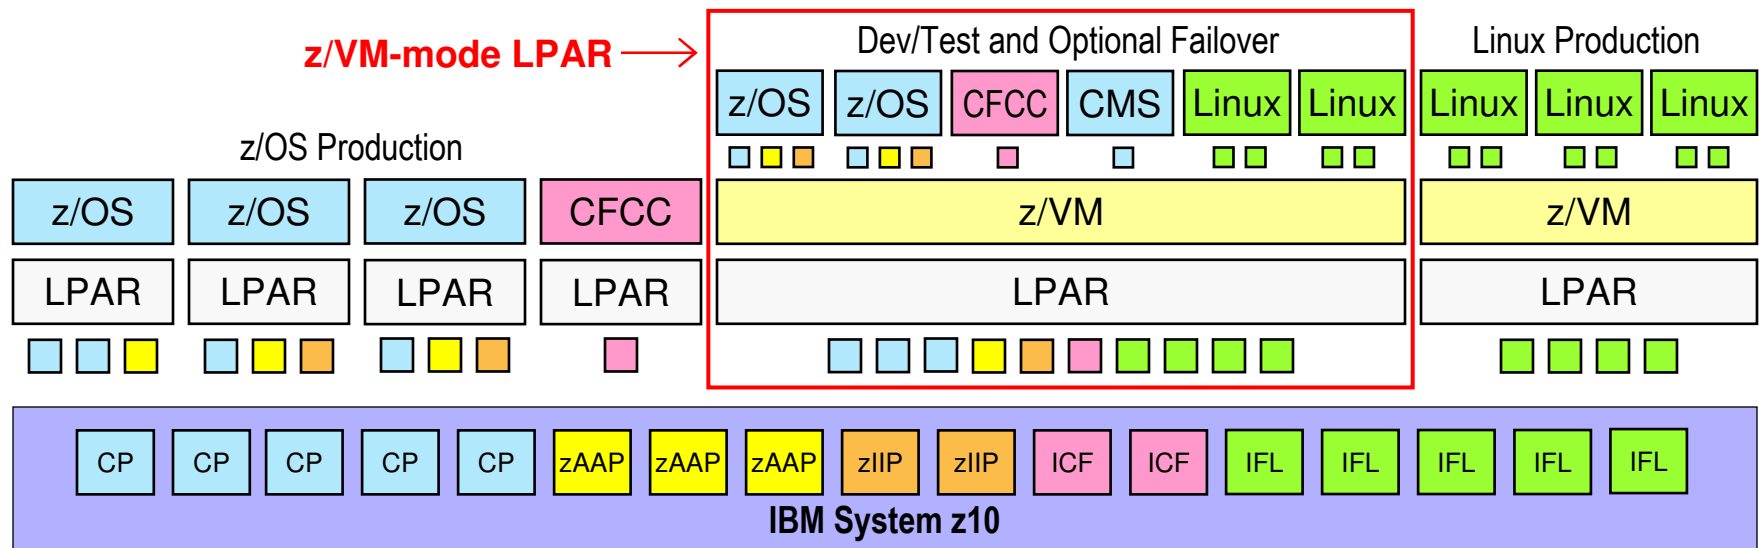 z/VM-mode LPAR
Dev/Test and Optional Failover
Linux Production
z/OS z/OS CFCC CMS Linux Linux Linux Linux Linux
z/OS Production
z/OS z/OS z/OS CFCC z/VM z/VM
LPAR LPAR LPAR LPAR LPAR LPAR
CP CP CP CP CP zAAP zAAP zAAP zIIP zIIP ICF ICF IFL IFL IFL IFL IFL
IBM System z10